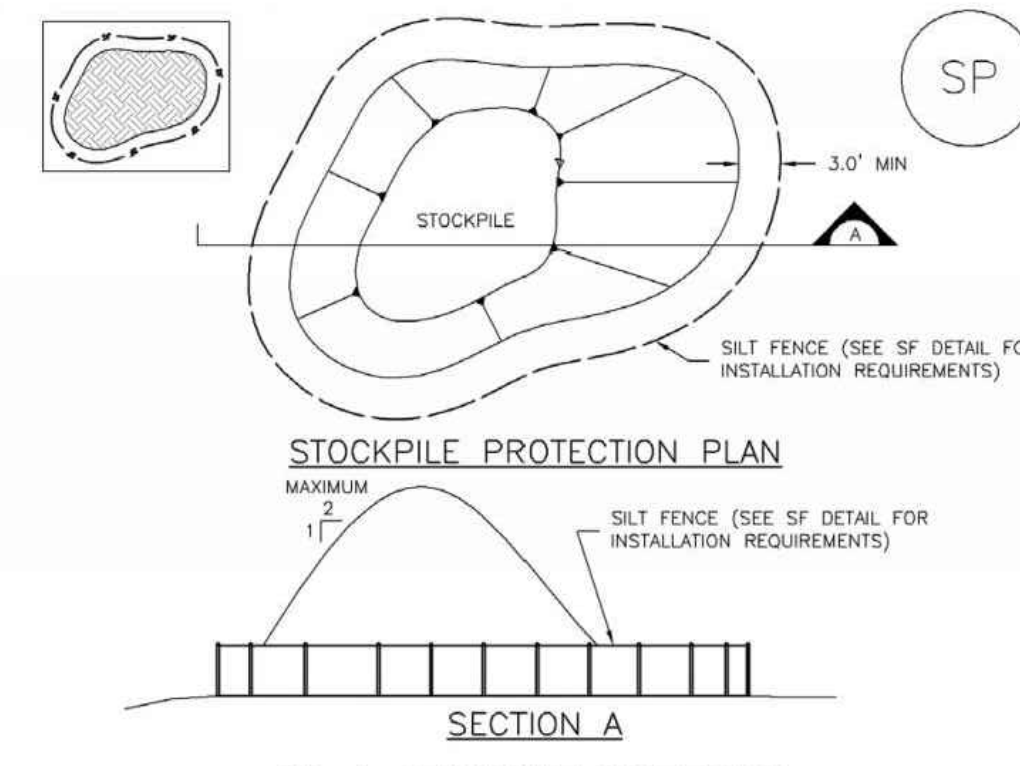 SP
3.0' MIN
STOCKPILE
A
SILT FENCE (SEE SF DETAIL
INSTALLATION REQUIREMENTS)
STOCKPILE PROTECTION PLAN
MAXIMUM
2
1
SILT FENCE (SEE SF DETAIL FOR
INSTALLATION REQUIREMENTS)
SECTION A